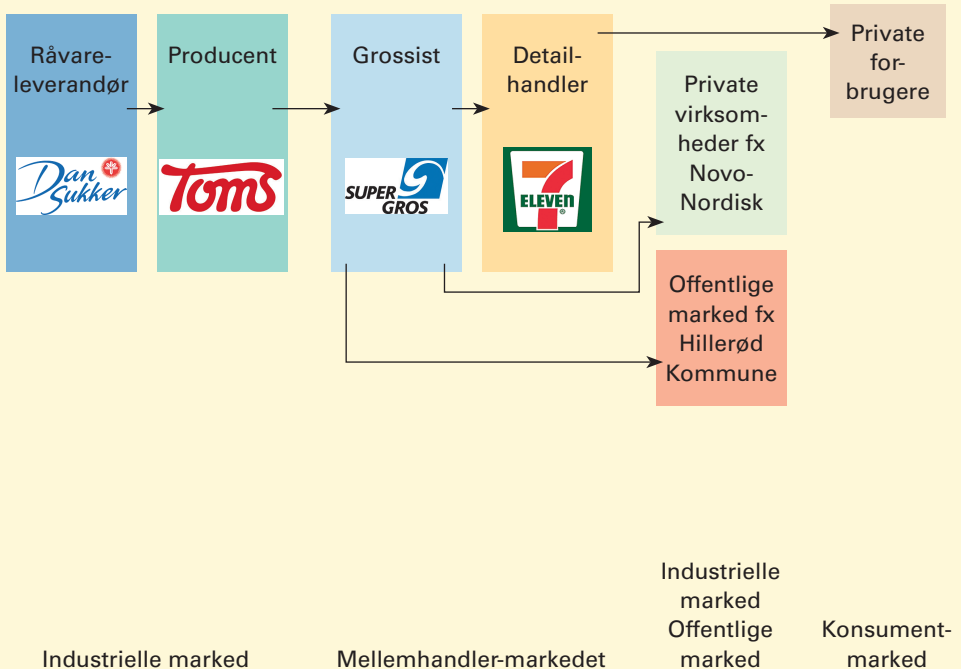 Råvare-
leverandør
Dan
Sukker
Producent
Toms
Grossist
SUPER
GROS
Detail-
handler
7
ELEVEN
®
Private
virksom-
heder fx
Novo-
Nordisk
Offentlige
marked fx
Hillerød
Kommune
Private
for-
brugere
Industrielle marked
Mellemhandler-markedet
Industrielle
marked
Offentlige
marked
Konsument-
marked